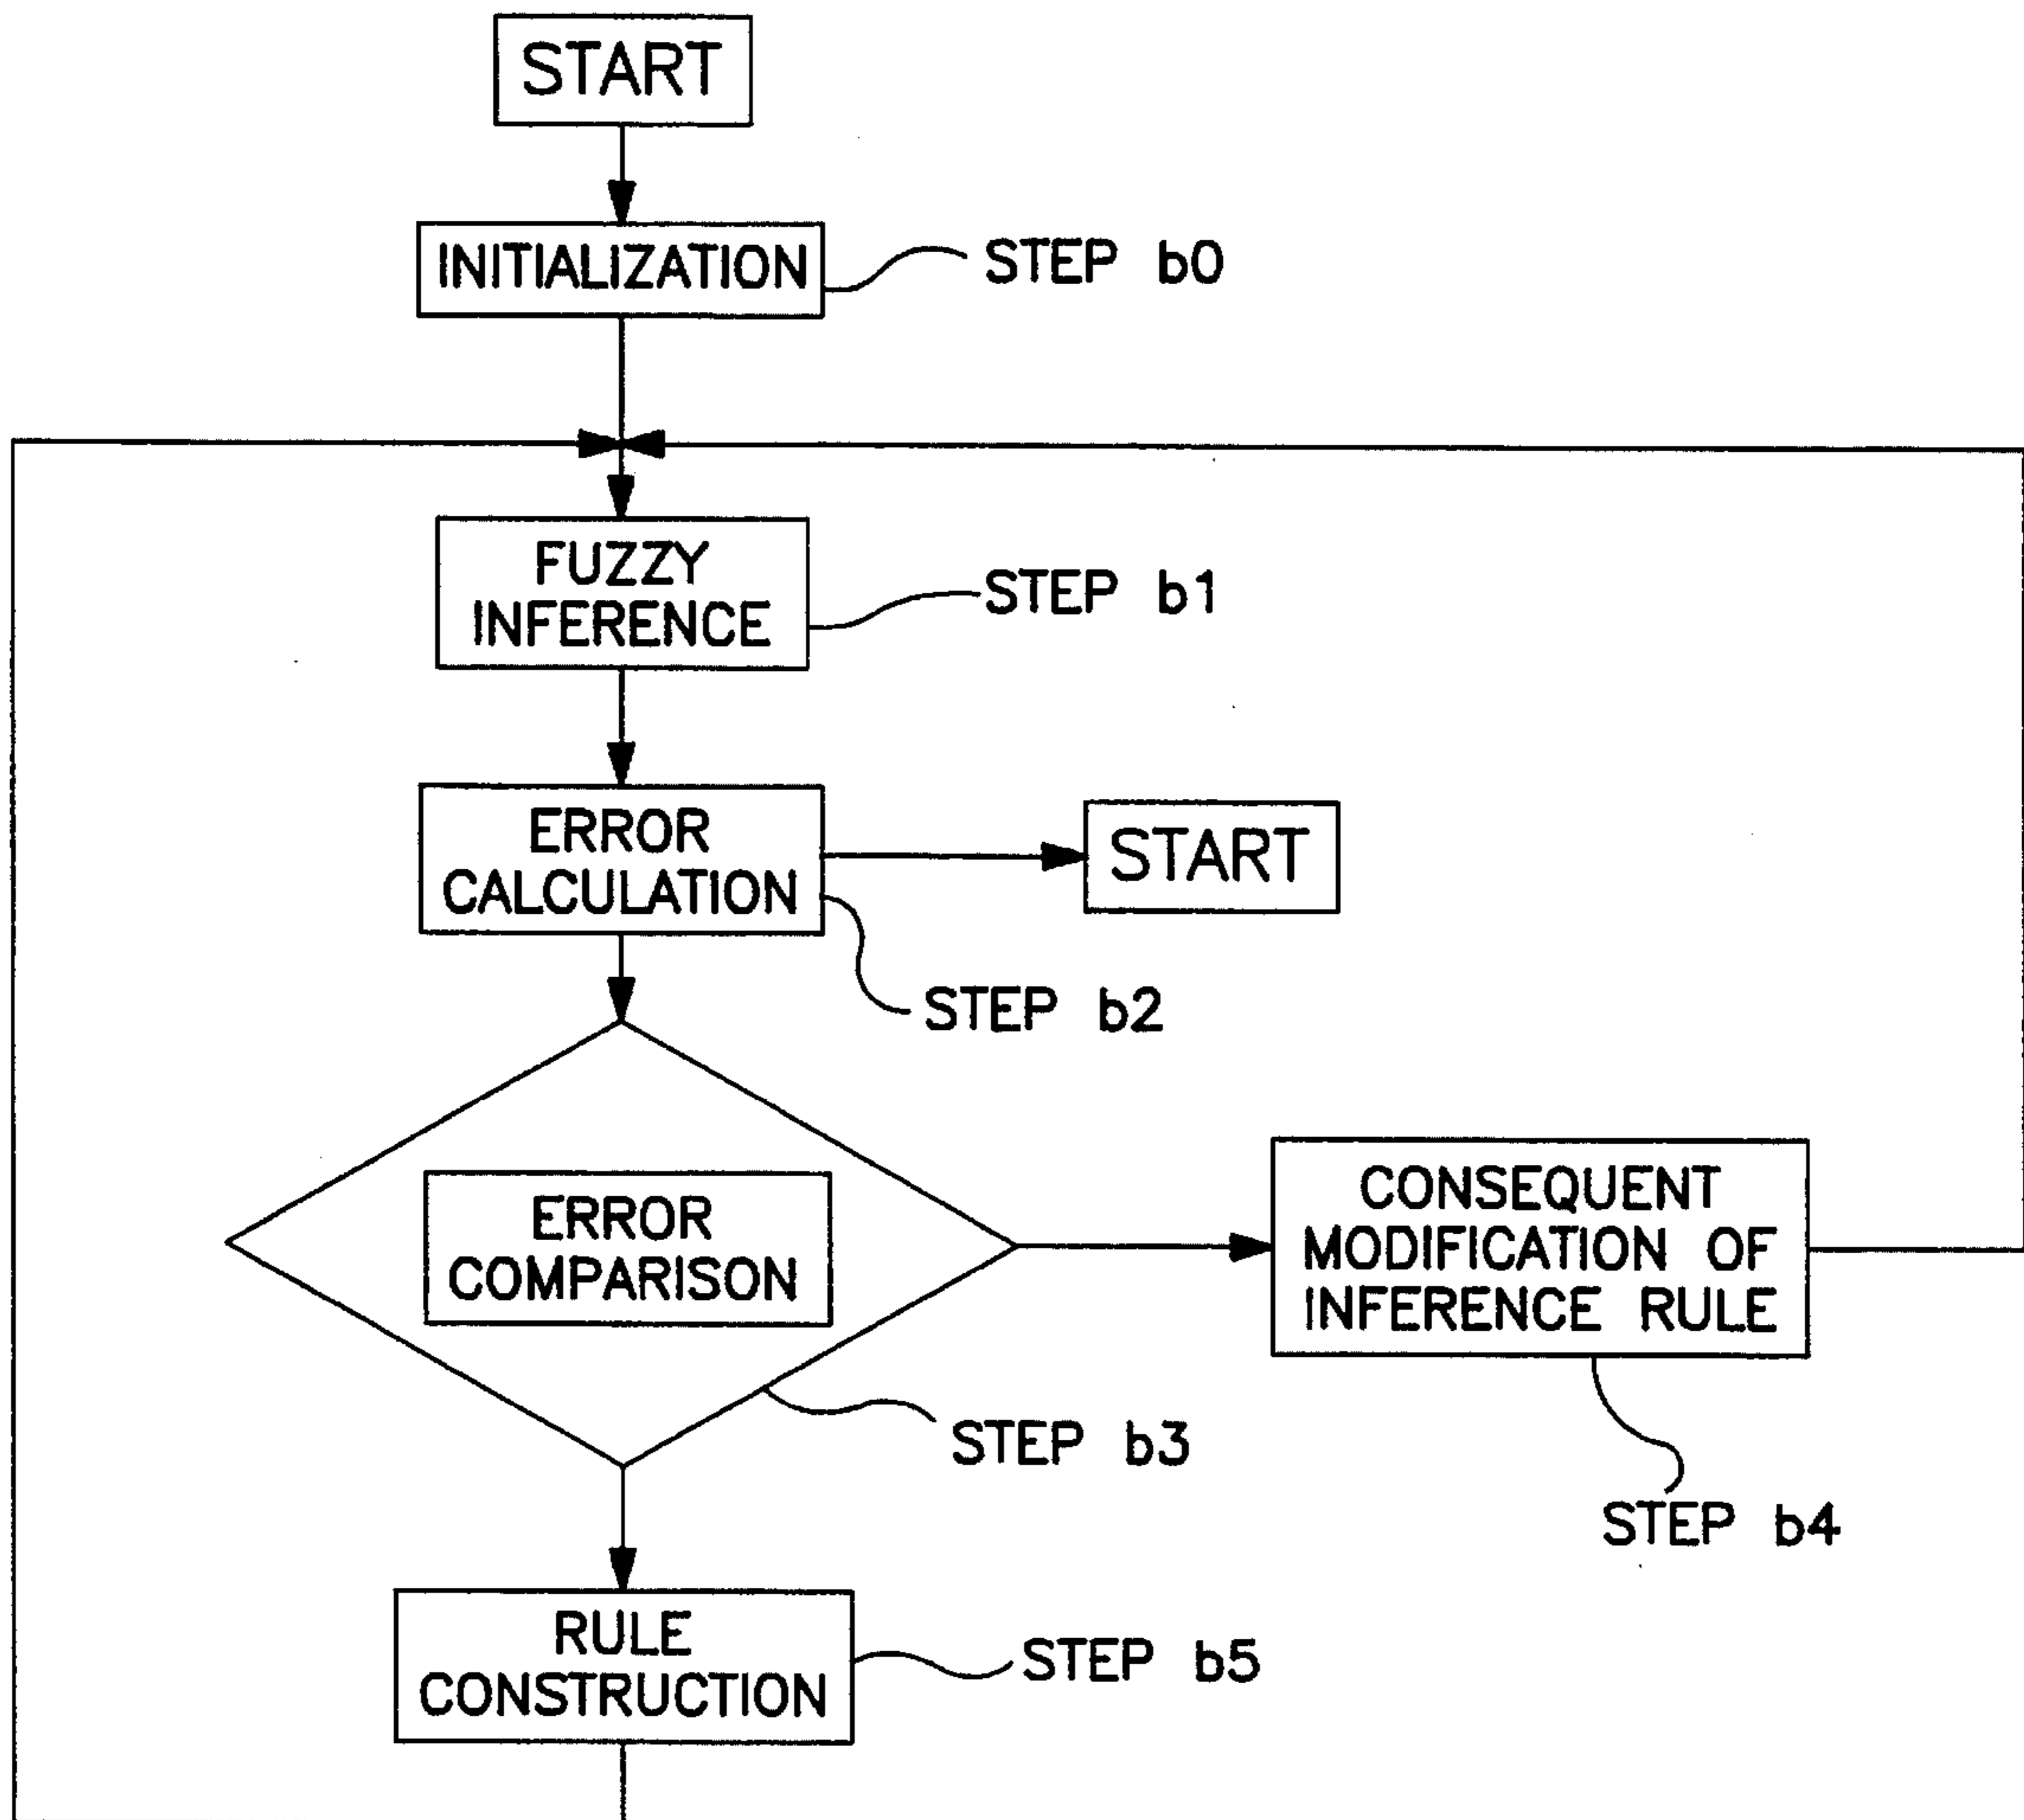 START
INITIALIZATION
STEP b0
FUZZY
INFERENCE
STEP b1
ERROR
CALCULATION
START
STEP b2
ERROR
COMPARISON
CONSEQUENT
MODIFICATION OF
INFERENCE RULE
STEP b3
STEP b4
RULE
CONSTRUCTION
STEP b5